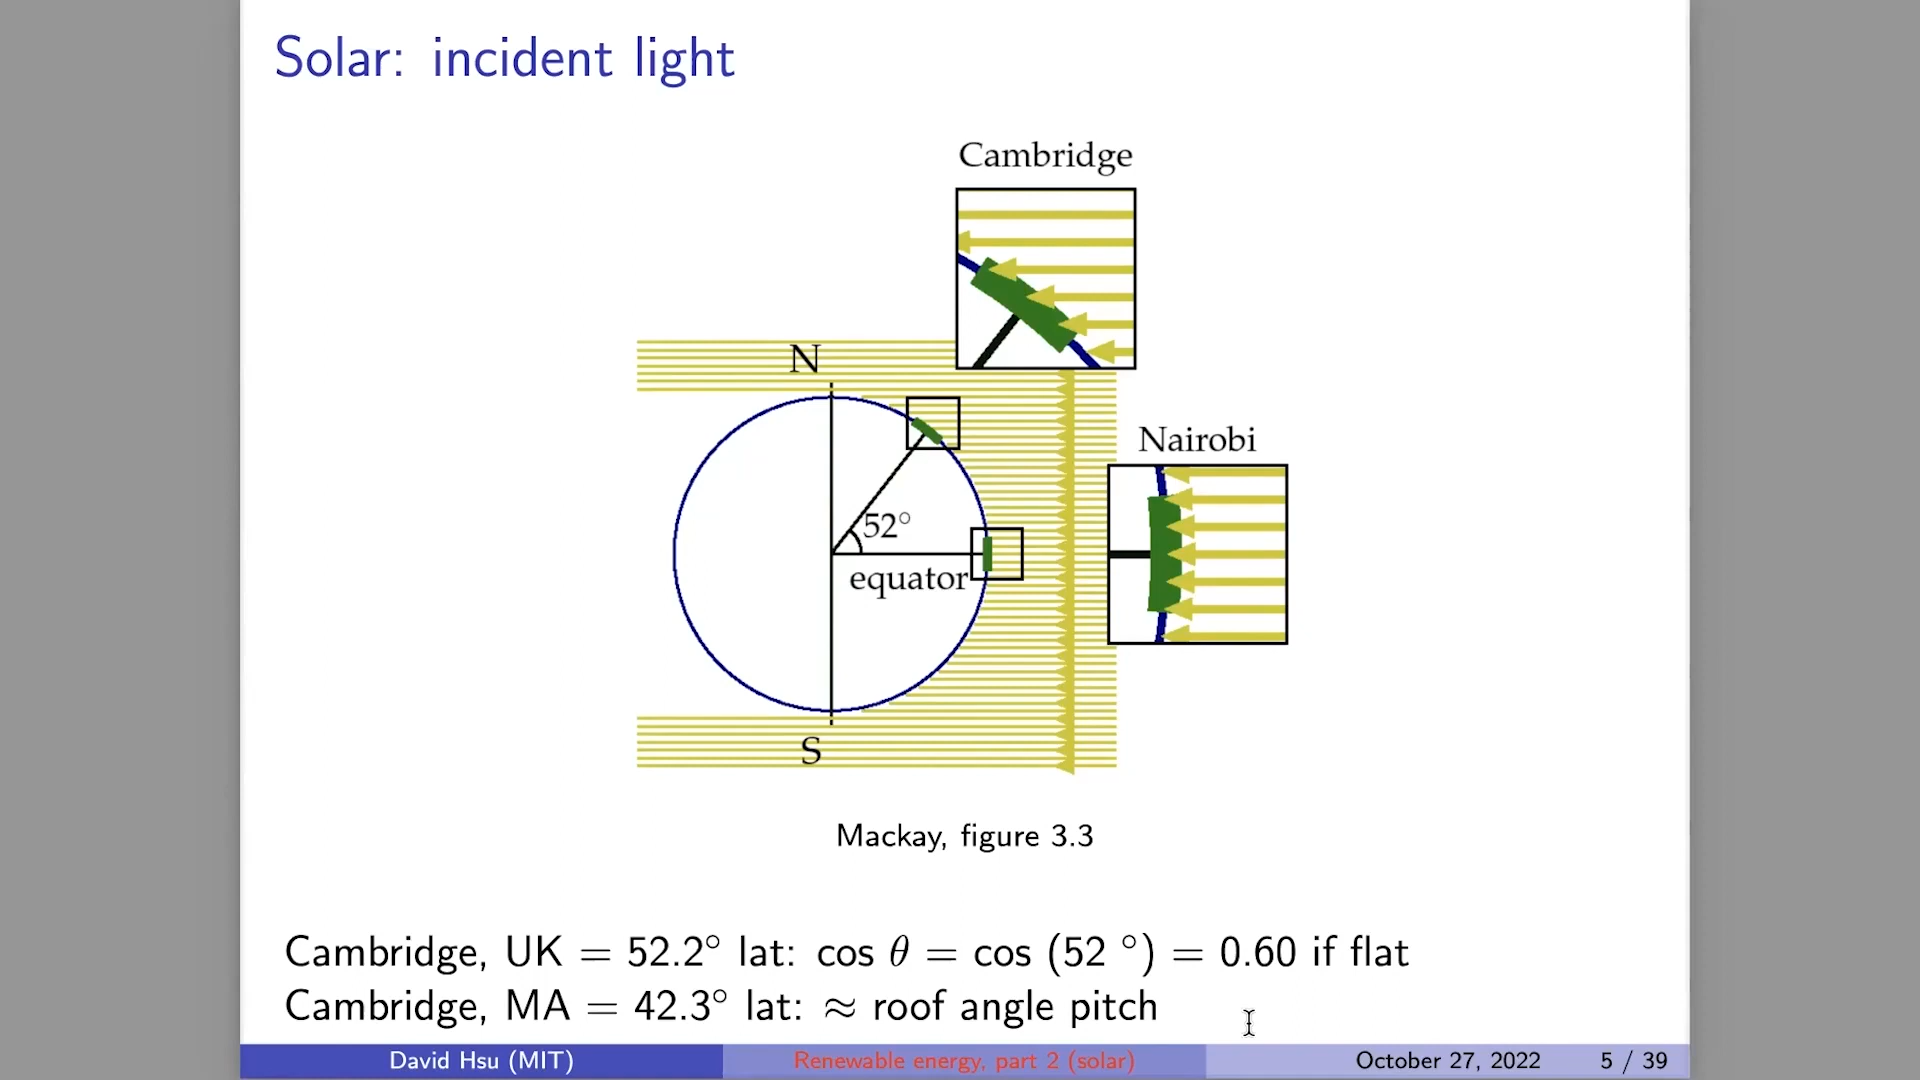 Solar: incident light
Cambridge
N
Nairobi
52°
equator
S
Mackay, figure 3.3
Cambridge, UK = 52.2° lat: cos θ = cos (52 °) = 0.60 if flat
Cambridge, MA = 42.3° lat: ≈ roof angle pitch
David Hsu (MIT) Renewable energy, part 2 (solar) October 27, 2022 5 / 39